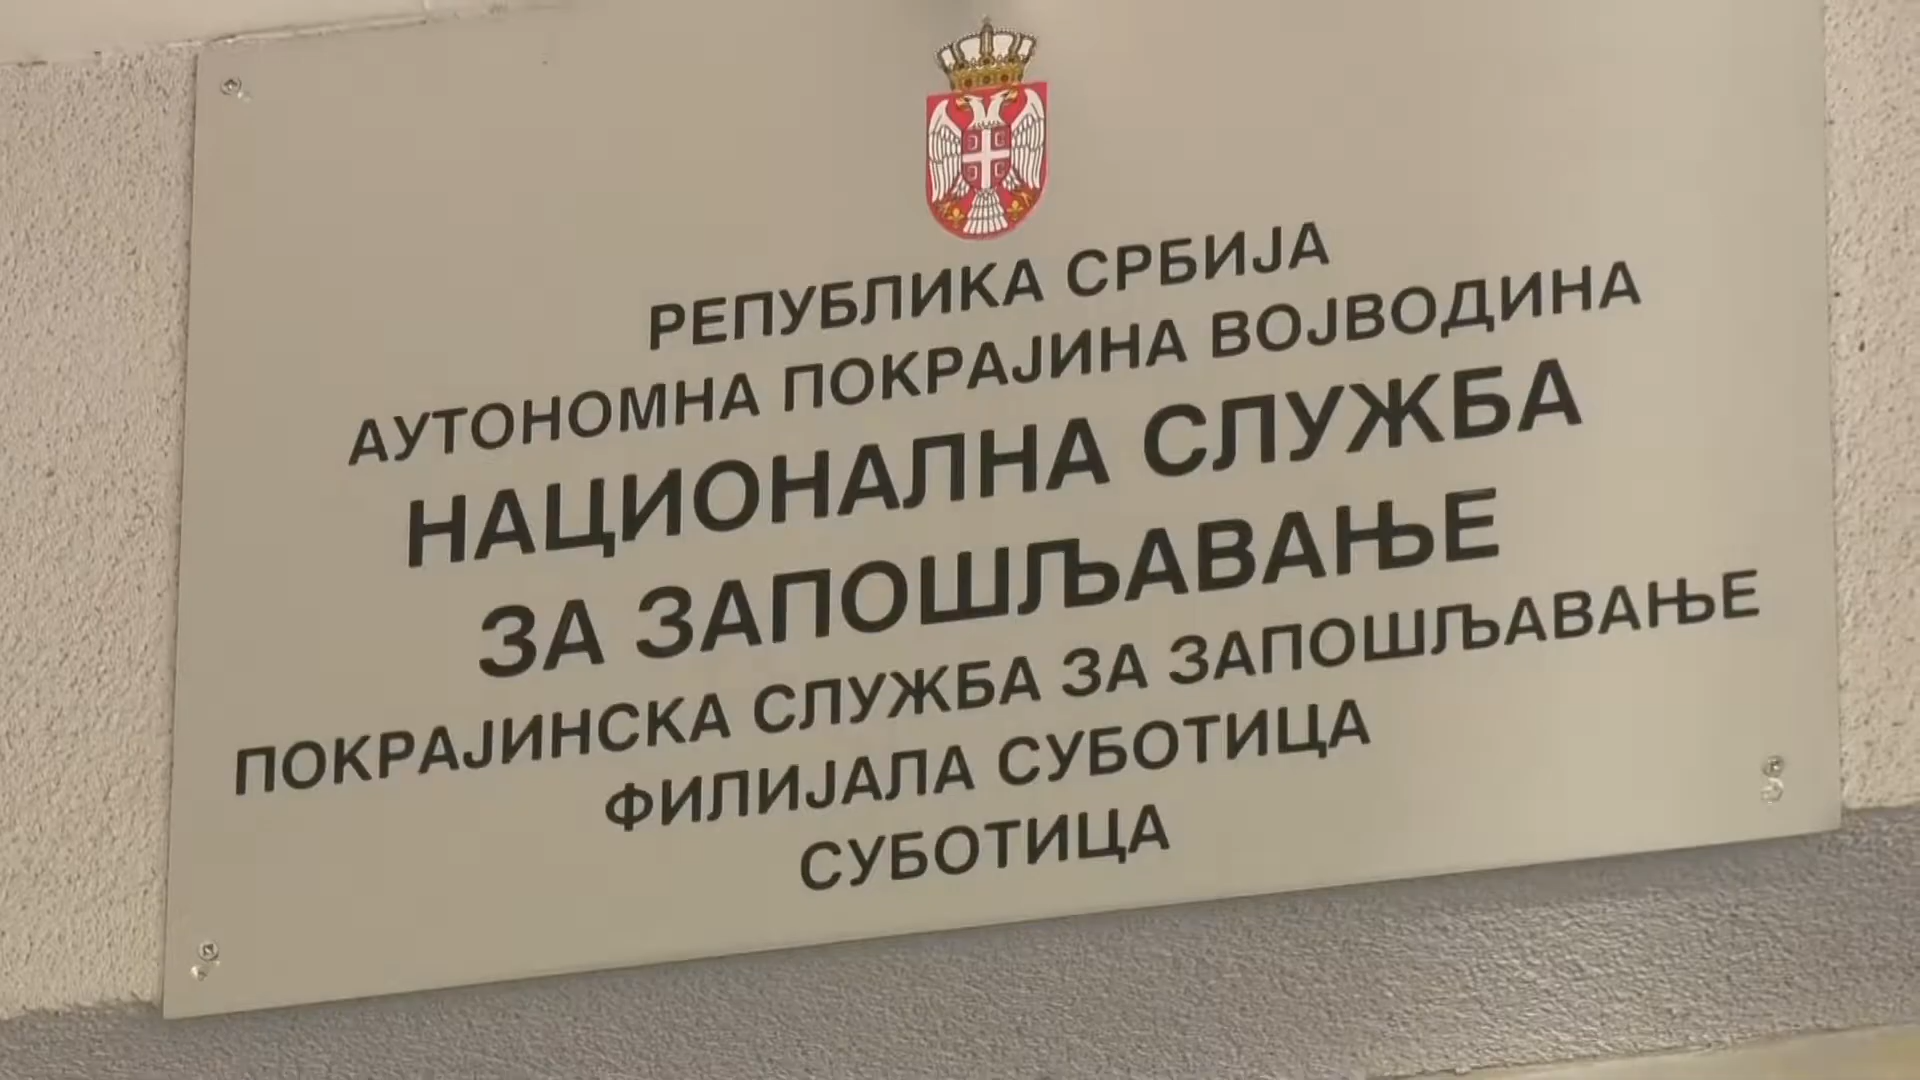 РЕПУБЛИКА СРБИЈА
АУТОНОМНА ПОКРАЈИНА ВОЈВОДИНА
НАЦИОНАЛНА СЛУЖБА
ЗА ЗАПОШЉАВАЊЕ
ПОКРАЈИНСКА СЛУЖБА ЗА ЗАПОШЉАВАЊЕ
ФИЛИЈАЛА СУБОТИЦА
СУБОТИЦА